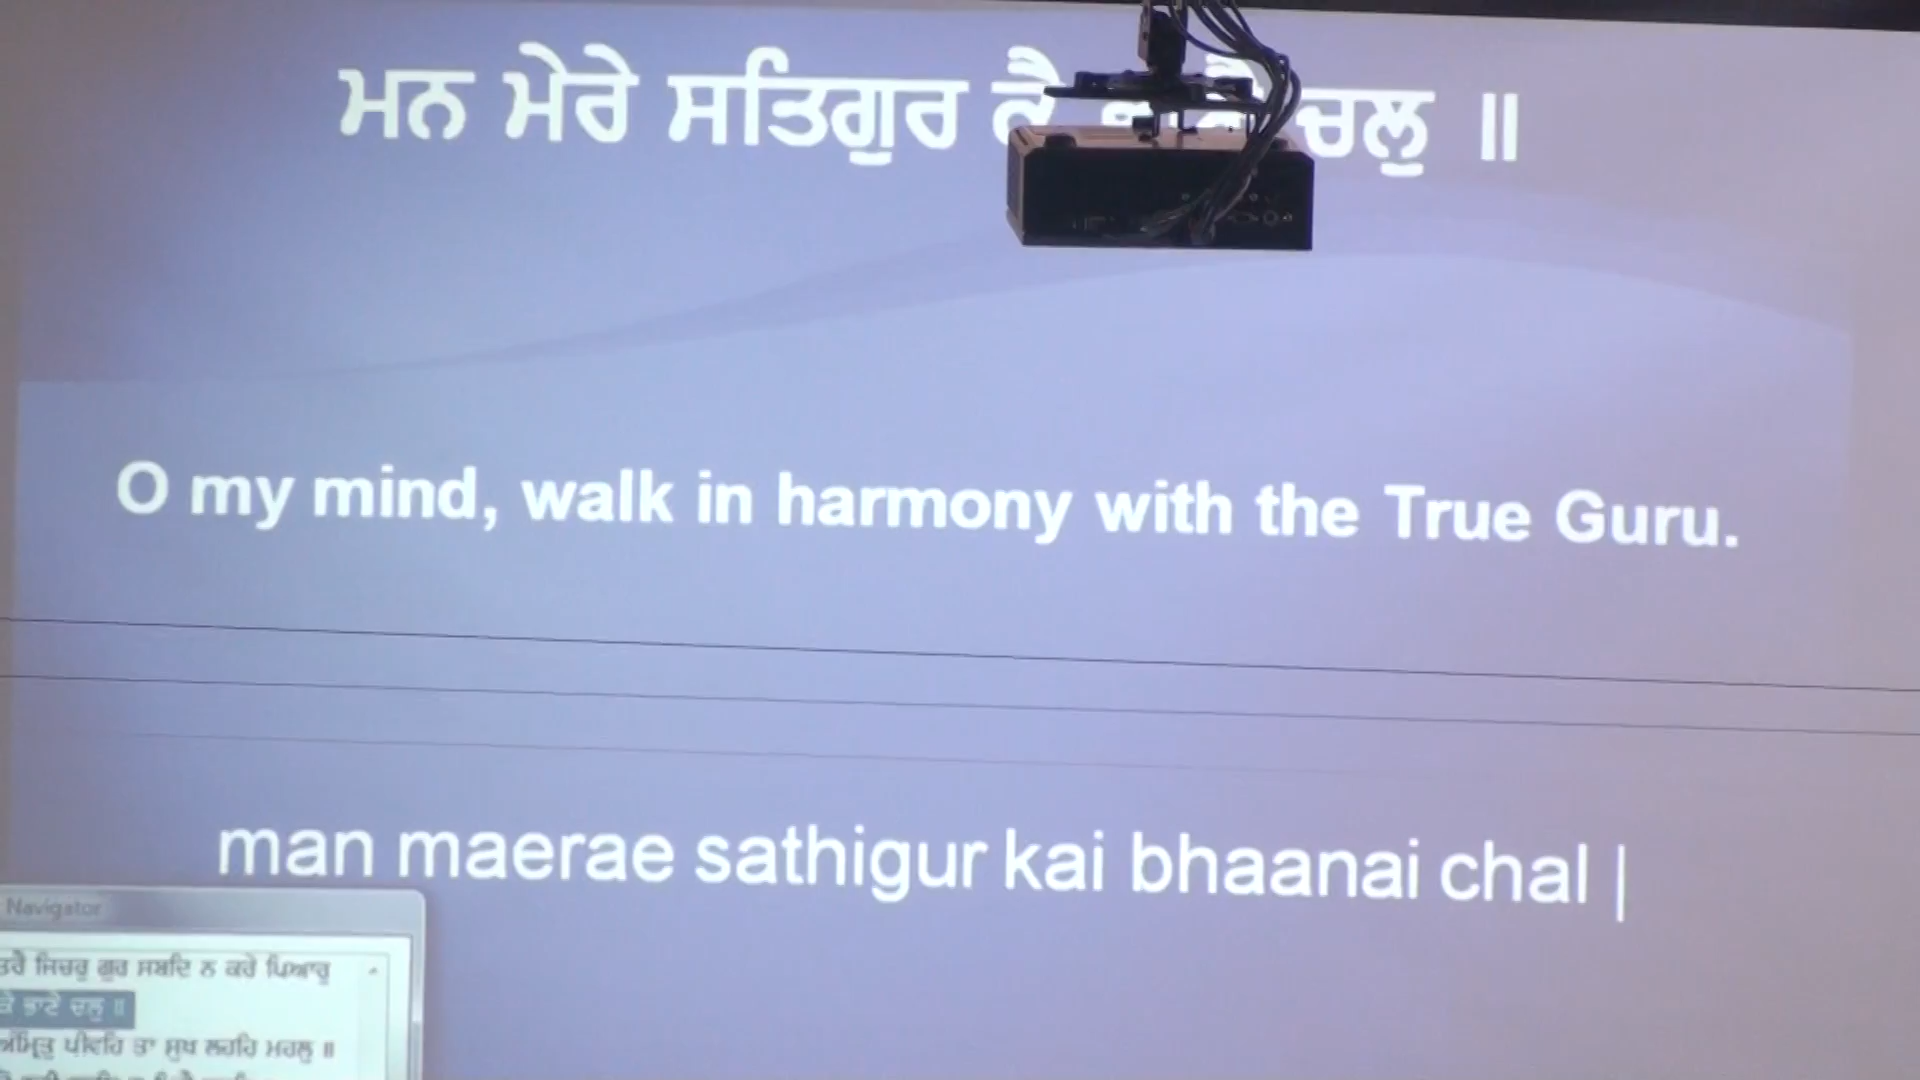 ਮਨ ਮੇਰੇ ਸਤਿਗੁਰ ਕੈ ਚਲੁ ॥
O my mind, walk in harmony with the True Guru.
man maerae sathigur kai bhaanai chal |
Navigator
ਜਿਚਰੁ ਗੁਰ ਸਬਦਿ ਨ ਕਰੇ ਪਿਆਰੁ
ਕੈ ਭਾਣੈ ਚਲੁ ॥
ਅੰਮ੍ਰਿਤੁ ਪੀਵਹਿ ਤਾ ਸੁਖ ਲਹਹਿ ਮਹਲੁ ॥